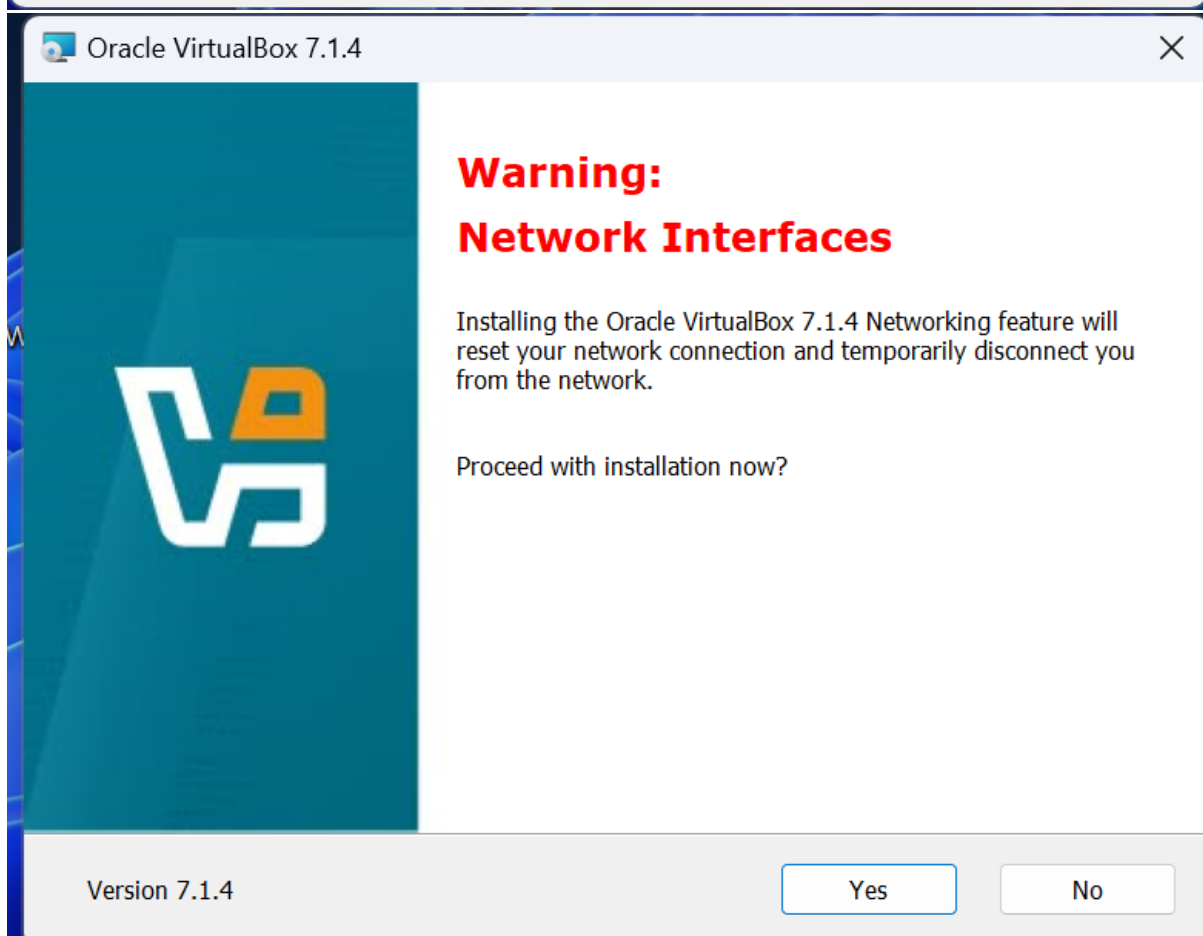 Oracle VirtualBox 7.1.4
Warning:
Network Interfaces
Installing the Oracle VirtualBox 7.1.4 Networking feature will
reset your network connection and temporarily disconnect you
from the network.
Proceed with installation now?
Version 7.1.4
Yes
No